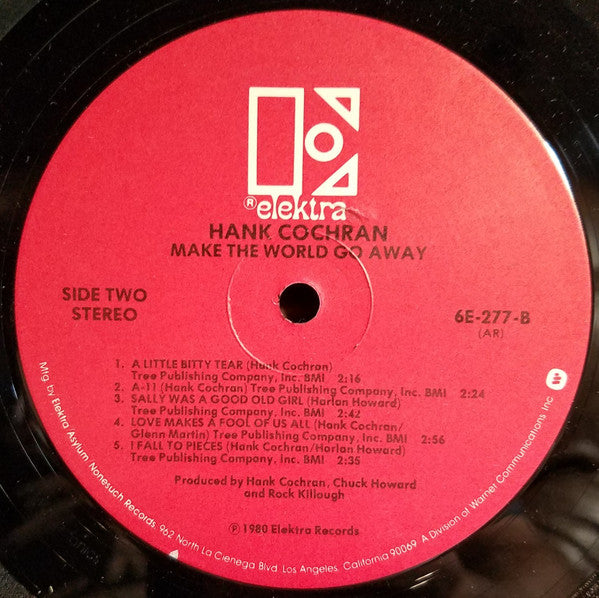 ® elektra
HANK COCHRAN
MAKE THE WORLD GO AWAY
SIDE TWO
STEREO
6E-277-B
(AR)
1. A LITTLE BITTY TEAR (Hank Cochran)
Tree Publishing Company, Inc. BMI 2:16
2. A-11 (Hank Cochran) Tree Publishing Company, Inc. BMI 2:24
3. SALLY WAS A GOOD OLD GIRL (Harlan Howard)
Tree Publishing Company, Inc. BMI 2:42
4. LOVE MAKES A FOOL OF US ALL (Hank Cochran/
Glenn Martin) Tree Publishing Company, Inc. BMI 2:56
5. I FALL TO PIECES (Hank Cochran/Harlan Howard)
Tree Publishing Company, Inc. BMI 2:35
Produced by Hank Cochran, Chuck Howard
and Rock Killough
℗ 1980 Elektra Records
Mfg. by Elektra/Asylum/Nonesuch Records, 962 North La Cienega Blvd. Los Angeles, California 90069 A Division of Warner Communications Inc